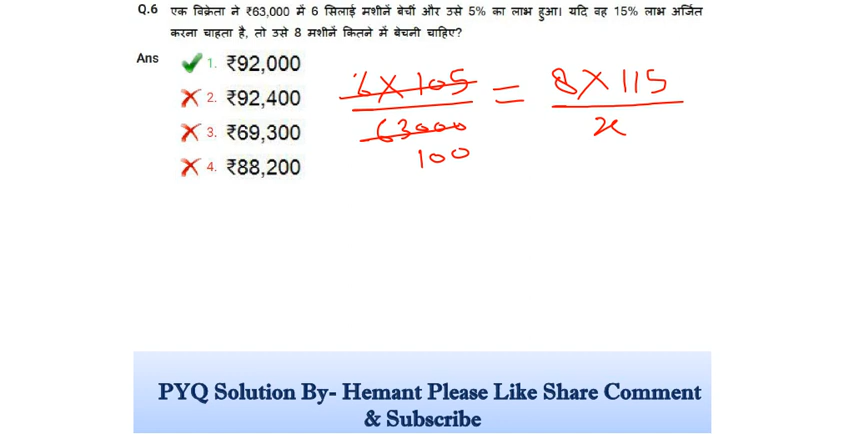 Q.6 एक विक्रेता ने ₹63,000 में 6 सिलाई मशीनें बेचीं और उसे 5% का लाभ हुआ। यदि वह 15% लाभ अर्जित
करना चाहता है, तो उसे 8 मशीनें कितने में बेचनी चाहिए?
Ans 1. ₹92,000
2. ₹92,400
3. ₹69,300
4. ₹88,200
6 × 105 = 8 × 115
63000 x
100
PYQ Solution By- Hemant Please Like Share Comment
& Subscribe